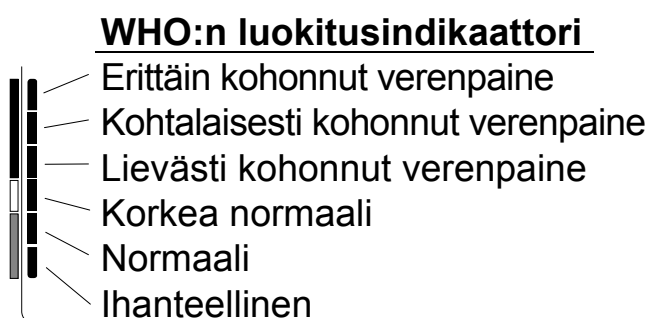 WHO:n luokitusindikaattori
Erittäin kohonnut verenpaine
Kohtalaisesti kohonnut verenpaine
Lievästi kohonnut verenpaine
Korkea normaali
Normaali
Ihanteellinen